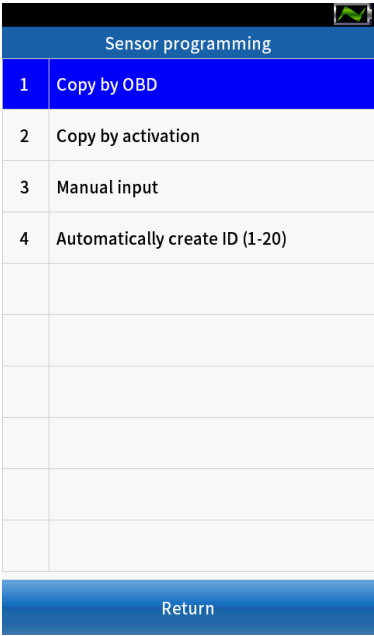 Sensor programming
1 Copy by OBD
2 Copy by activation
3 Manual input
4 Automatically create ID (1-20)
Return